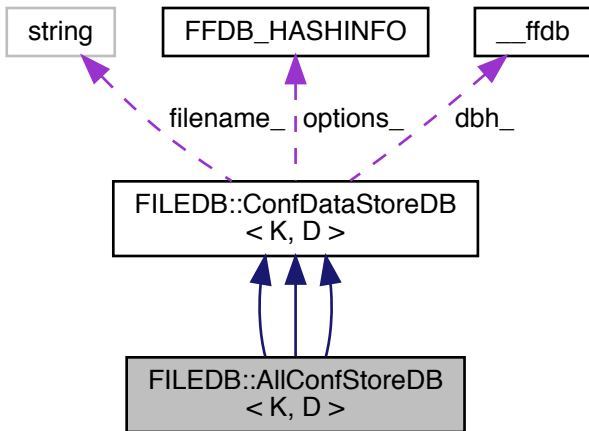 string
FFDB_HASHINFO
__ffdb
filename_
options_
dbh_
FILEDB::ConfDataStoreDB
< K, D >
FILEDB::AllConfStoreDB
< K, D >